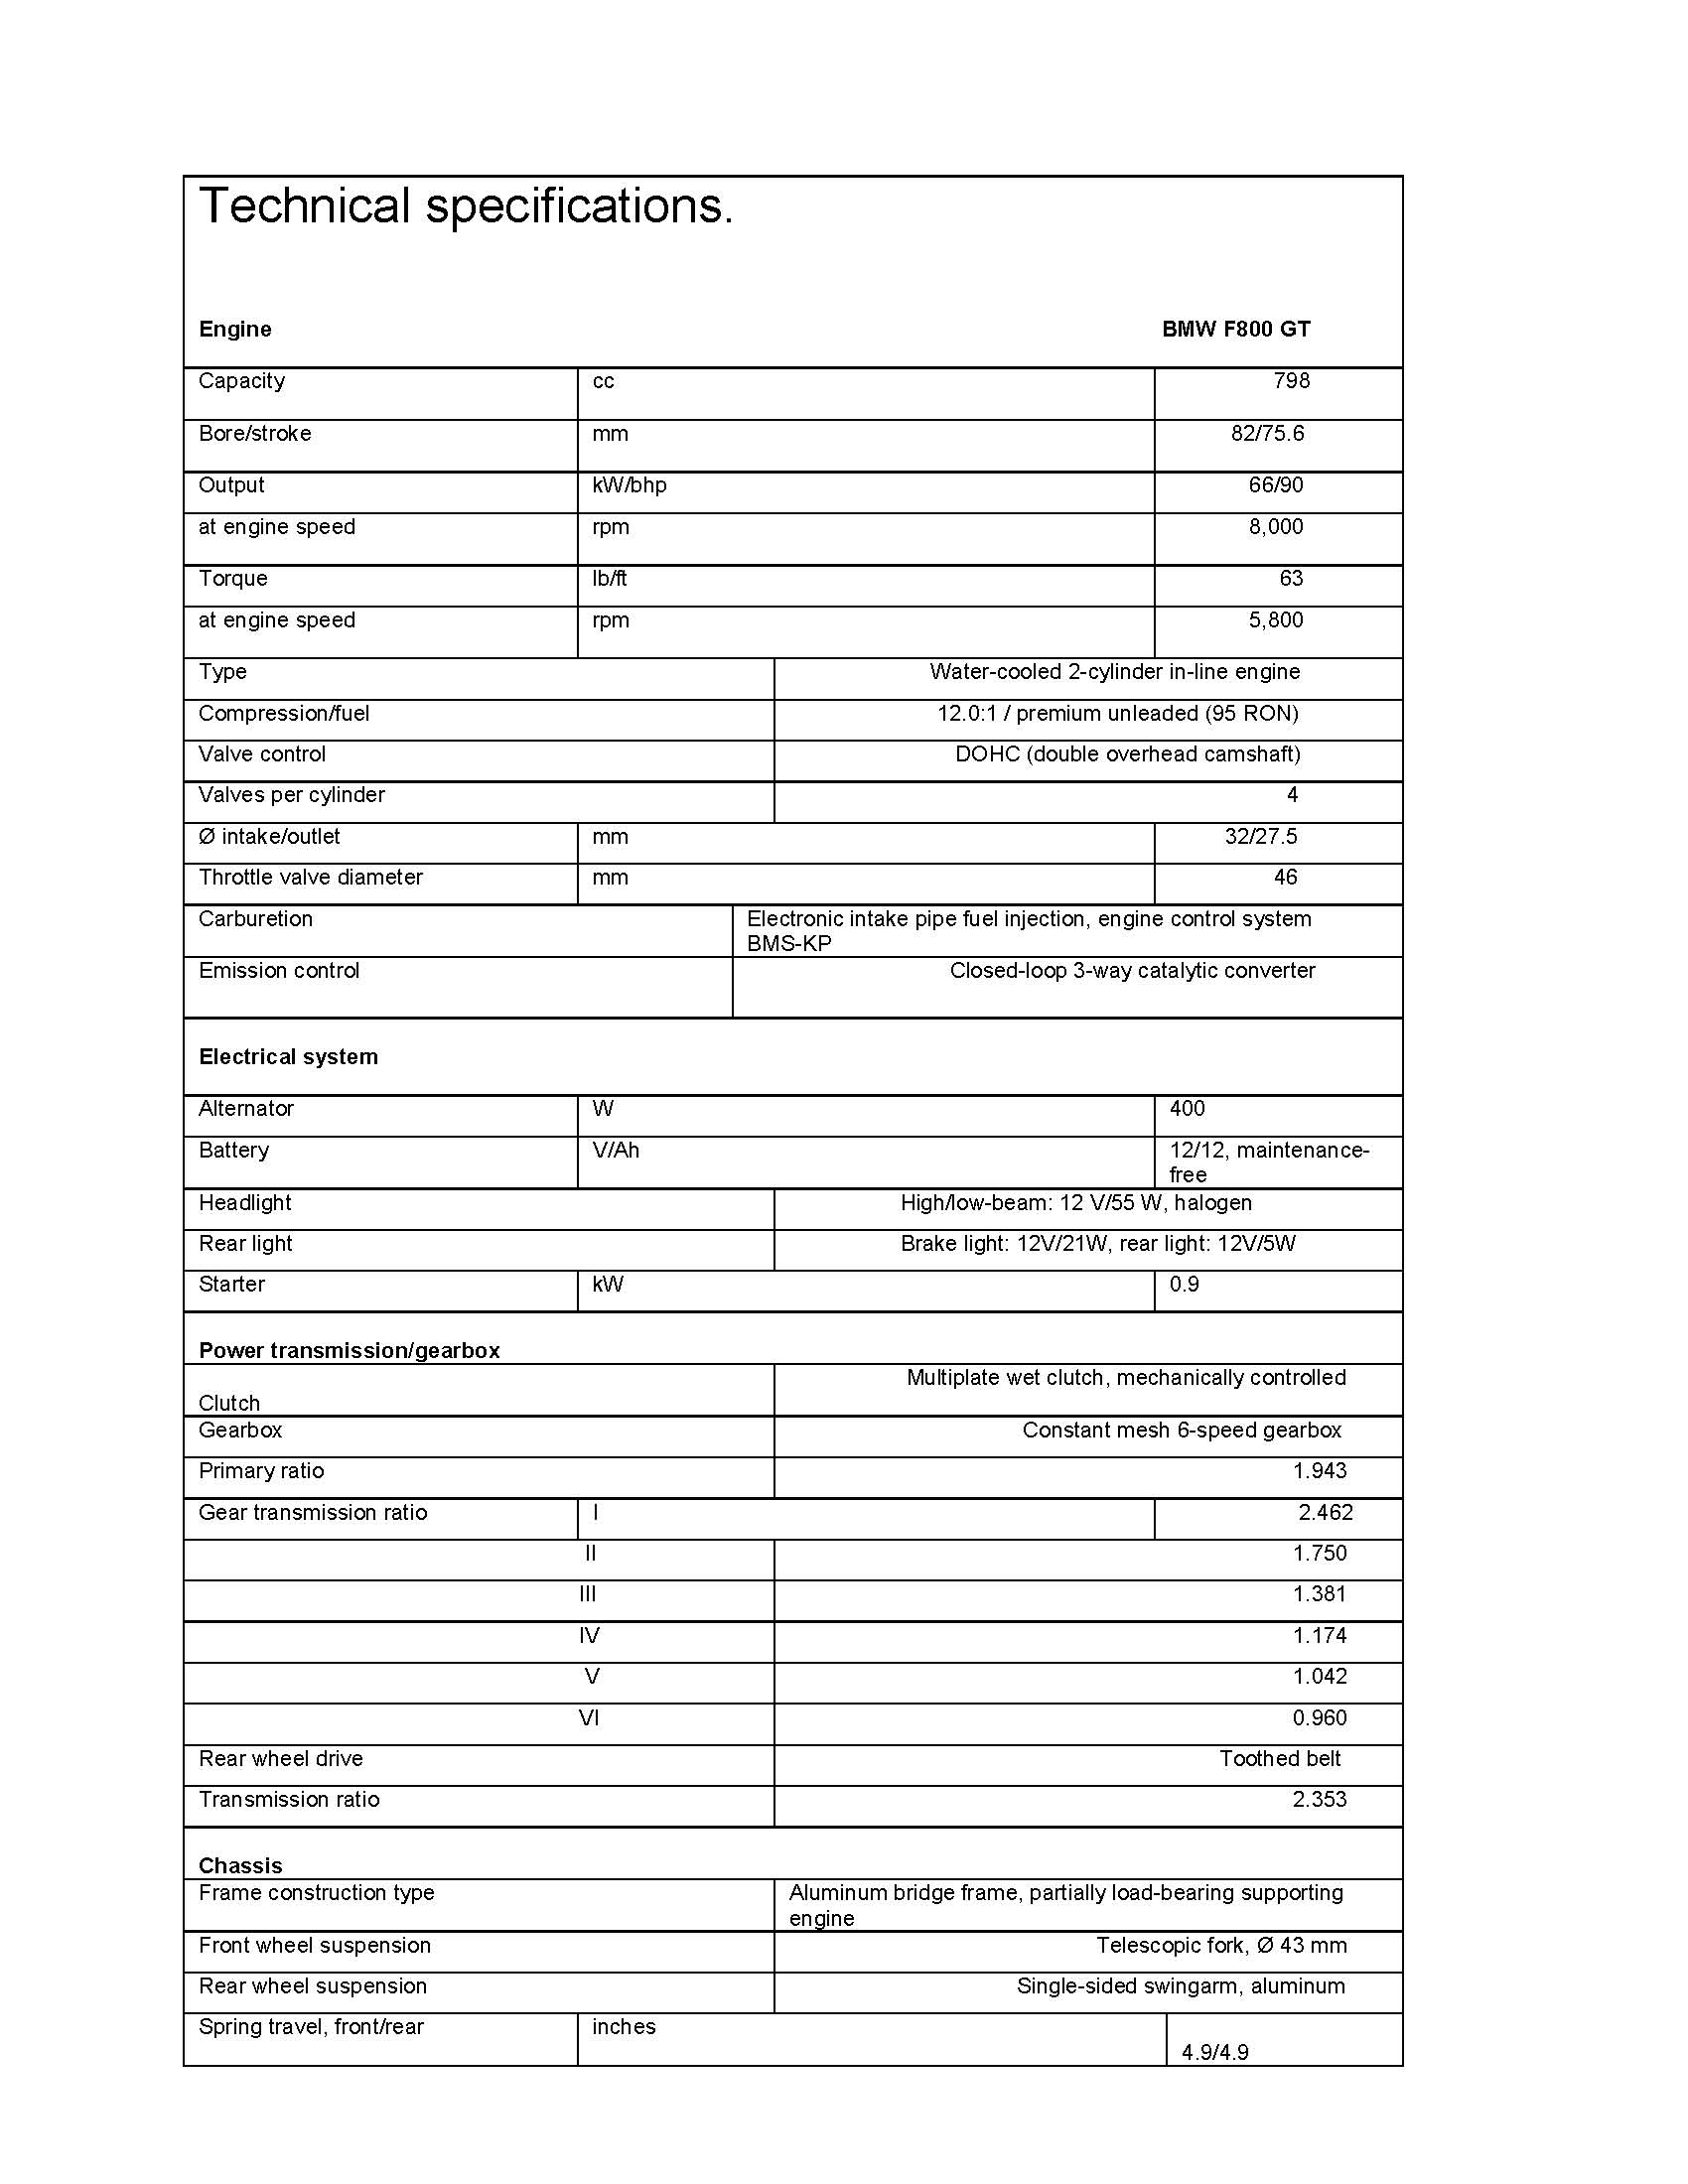 Technical specifications.
Engine BMW F800 GT
Capacity cc 798
Bore/stroke mm 82/75.6
Output kW/bhp 66/90
at engine speed rpm 8,000
Torque lb/ft 63
at engine speed rpm 5,800
Type Water-cooled 2-cylinder in-line engine
Compression/fuel 12.0:1 / premium unleaded (95 RON)
Valve control DOHC (double overhead camshaft)
Valves per cylinder 4
Ø intake/outlet mm 32/27.5
Throttle valve diameter mm 46
Carburetion Electronic intake pipe fuel injection, engine control system
BMS-KP
Emission control Closed-loop 3-way catalytic converter
Electrical system
Alternator W 400
Battery V/Ah 12/12, maintenance-
free
Headlight High/low-beam: 12 V/55 W, halogen
Rear light Brake light: 12V/21W, rear light: 12V/5W
Starter kW 0.9
Power transmission/gearbox
Multiplate wet clutch, mechanically controlled
Clutch
Gearbox Constant mesh 6-speed gearbox
Primary ratio 1.943
Gear transmission ratio I 2.462
II 1.750
III 1.381
IV 1.174
V 1.042
VI 0.960
Rear wheel drive Toothed belt
Transmission ratio 2.353
Chassis
Frame construction type Aluminum bridge frame, partially load-bearing supporting
engine
Front wheel suspension Telescopic fork, Ø 43 mm
Rear wheel suspension Single-sided swingarm, aluminum
Spring travel, front/rear inches
4.9/4.9